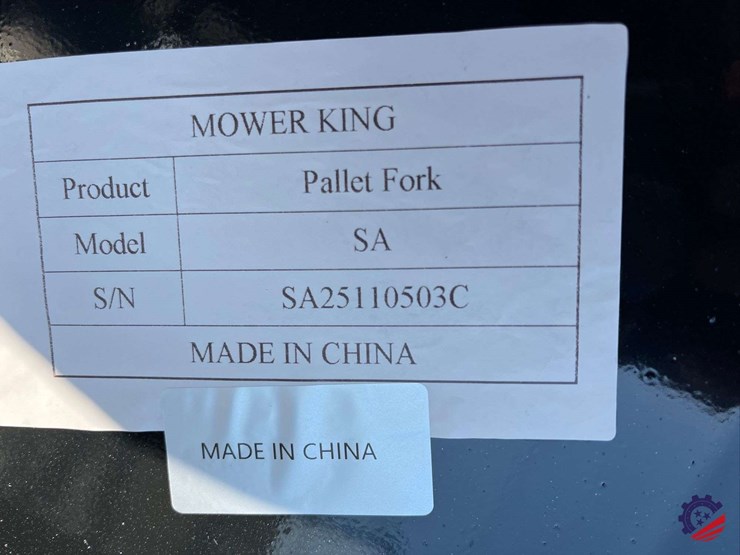 MOWER KING
Product Pallet Fork
Model SA
S/N SA25110503C
MADE IN CHINA
MADE IN CHINA